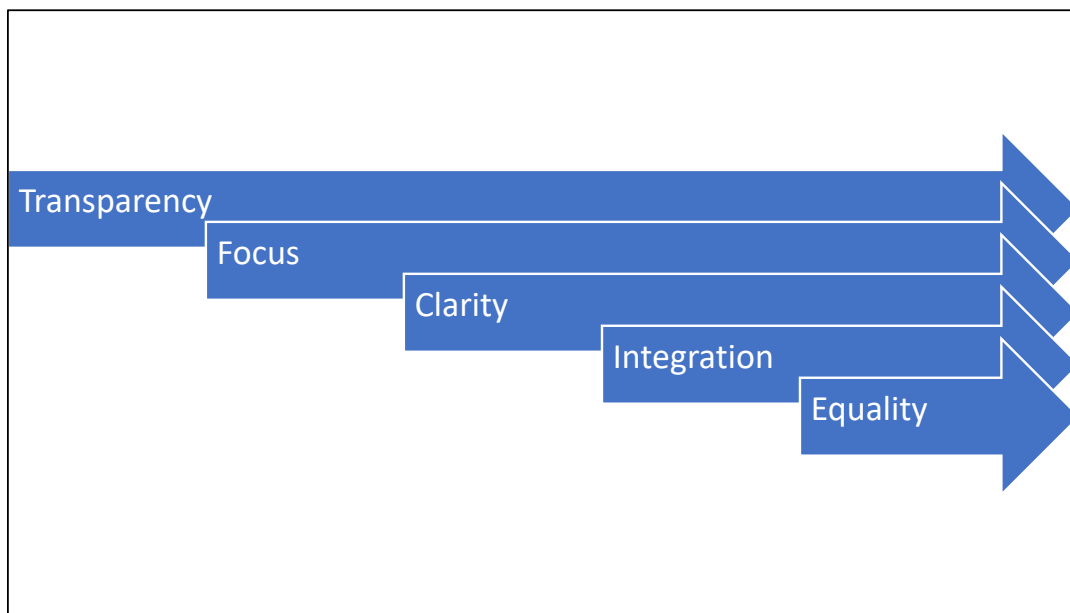 Transparency
Focus
Clarity
Integration
Equality